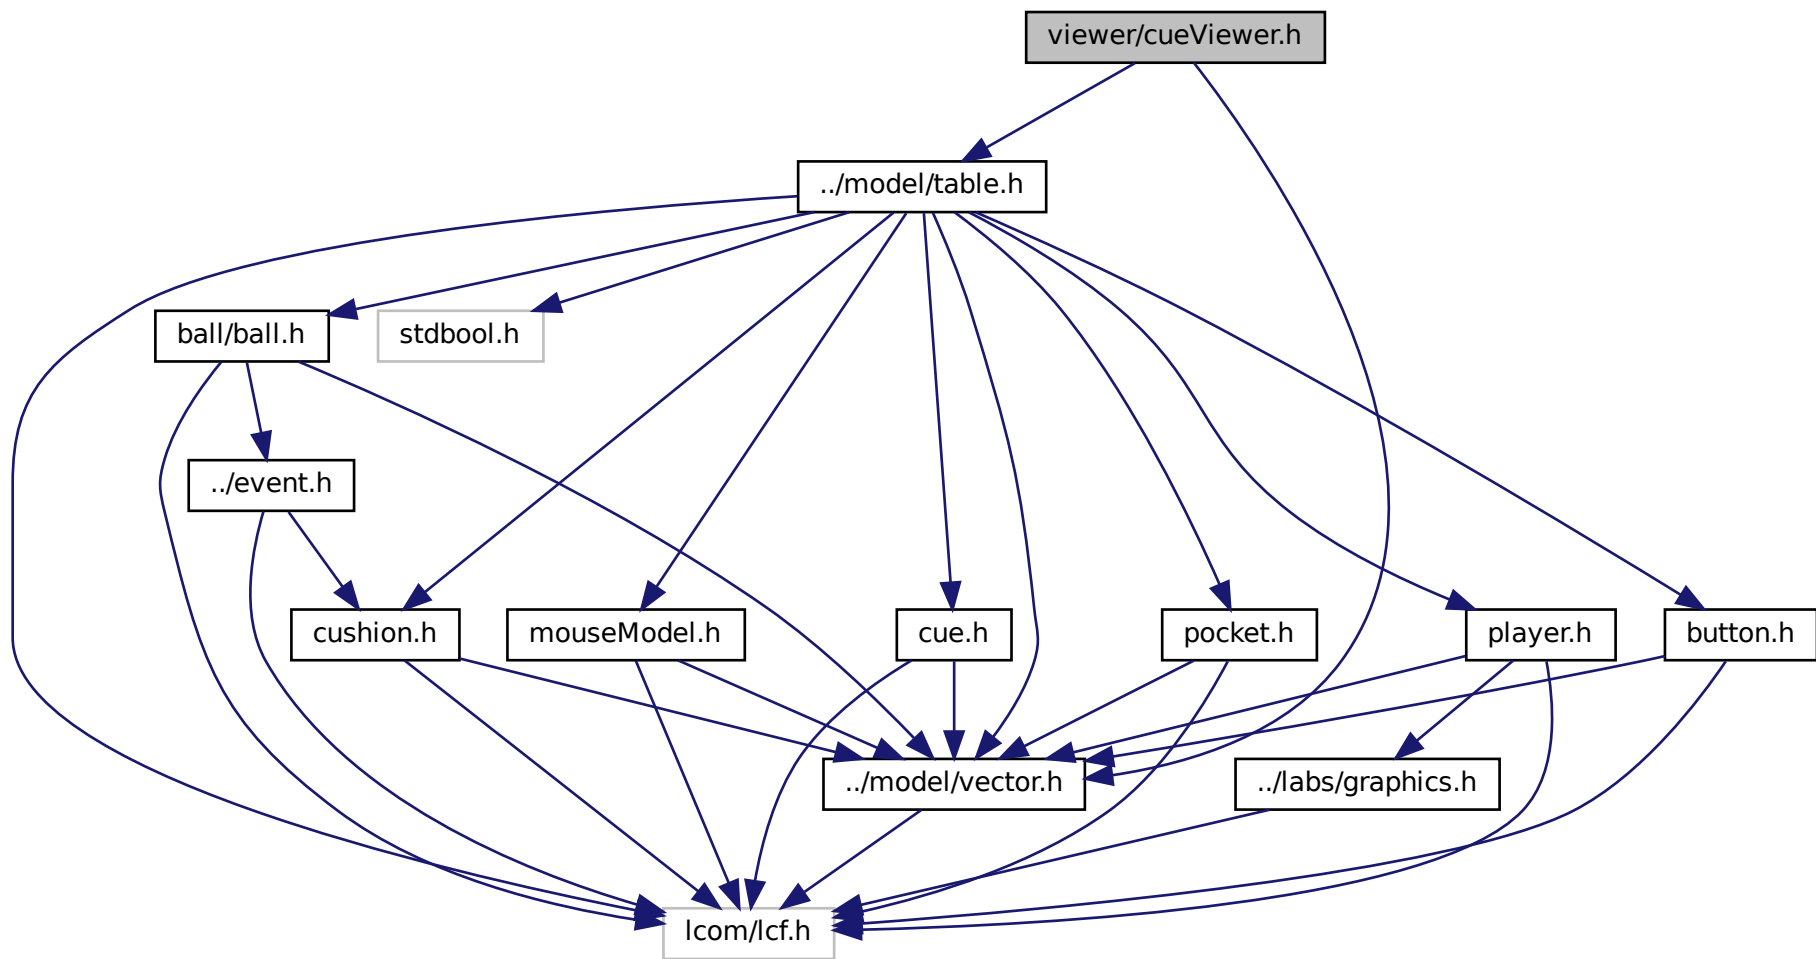 viewer/cueViewer.h
../model/table.h
ball/ball.h
stdbool.h
../event.h
cushion.h
mouseModel.h
cue.h
pocket.h
player.h
button.h
../model/vector.h
../labs/graphics.h
lcom/lcf.h